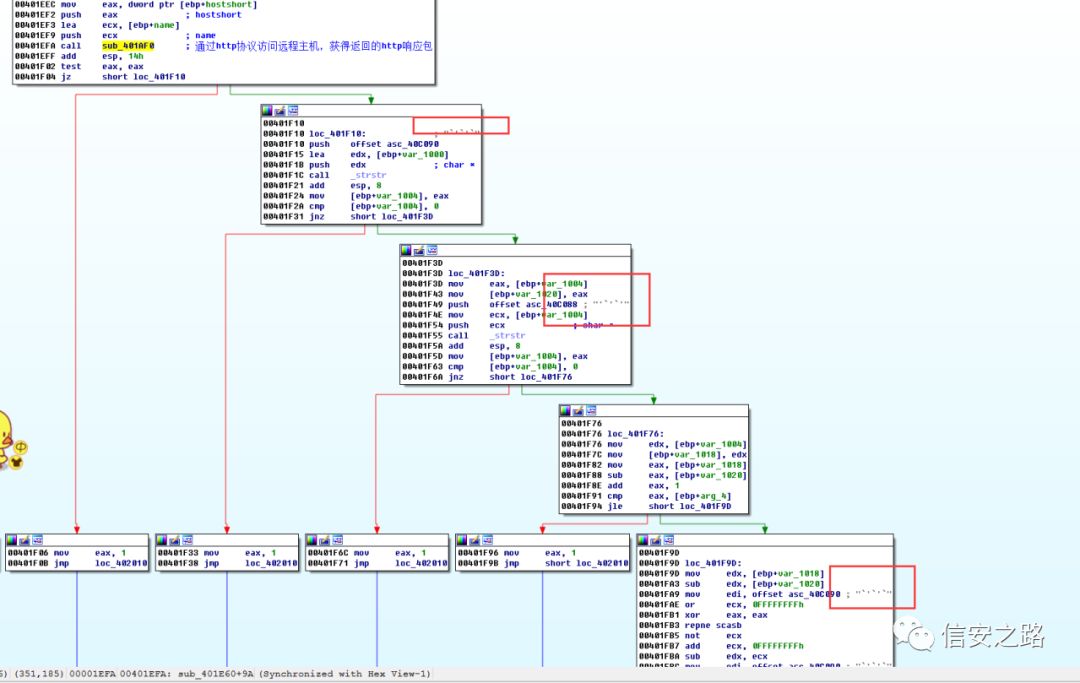 00401EEC mov eax, dword ptr [ebp+hostshort]
00401EF2 push eax ; hostshort
00401EF3 lea ecx, [ebp+name]
00401EF9 push ecx ; name
00401EFA call sub_401AF0 ; 通过http协议访问远程主机，获得返回的http响应包
00401EFF add esp, 14h
00401F02 test eax, eax
00401F04 jz short loc_401F10
00401F10
00401F10 loc_401F10: ; "`'`'`"
00401F10 push offset asc_40C090
00401F15 lea edx, [ebp+var_1000]
00401F1B push edx ; char *
00401F1C call _strstr
00401F21 add esp, 8
00401F24 mov [ebp+var_1004], eax
00401F2A cmp [ebp+var_1004], 0
00401F31 jnz short loc_401F3D
00401F3D
00401F3D loc_401F3D:
00401F3D mov eax, [ebp+var_1004]
00401F43 mov [ebp+var_1020], eax
00401F49 push offset asc_40C088 ; "'`'`'"
00401F4E mov ecx, [ebp+var_1004]
00401F54 push ecx ; char *
00401F55 call _strstr
00401F5A add esp, 8
00401F5D mov [ebp+var_1004], eax
00401F63 cmp [ebp+var_1004], 0
00401F6A jnz short loc_401F76
00401F76
00401F76 loc_401F76:
00401F76 mov edx, [ebp+var_1004]
00401F7C mov [ebp+var_1018], edx
00401F82 mov eax, [ebp+var_1018]
00401F88 sub eax, [ebp+var_1020]
00401F8E add eax, 1
00401F91 cmp eax, [ebp+arg_4]
00401F94 jle short loc_401F9D
00401F06 mov eax, 1
00401F0B jmp loc_402010
00401F33 mov eax, 1
00401F38 jmp loc_402010
00401F6C mov eax, 1
00401F71 jmp loc_402010
00401F96 mov eax, 1
00401F9B jmp short loc_402010
00401F9D
00401F9D loc_401F9D:
00401F9D mov edx, [ebp+var_1018]
00401FA3 sub edx, [ebp+var_1020]
00401FA9 mov edi, offset asc_40C090 ; "`'`'`"
00401FAE or ecx, 0FFFFFFFFh
00401FB1 xor eax, eax
00401FB3 repne scasb
00401FB5 not ecx
00401FB7 add ecx, 0FFFFFFFFh
00401FBA sub edx, ecx
00401FBC mov edi, offset asc_40C090 ; "`'`'`"
信安之路
(351,185) 00001EFA 00401EFA: sub_401E60+9A (Synchronized with Hex View-1)